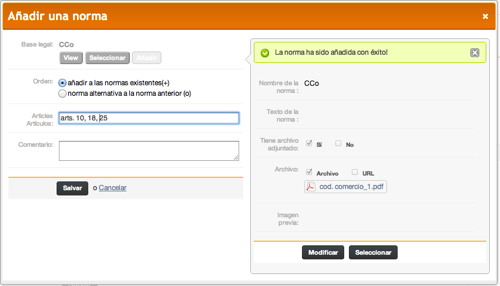 Añadir una norma
Base legal: CCo
View Seleccionar Añadir
Orden: añadir a las normas existentes(+)
norma alternativa a la norma anterior (o)
Articles
Artículos:
arts. 10, 18, 25
Comentario:
Salvar o Cancelar
La norma ha sido añadida con éxito!
Nombre de la
norma :
CCo
Texto de la
norma :
Tiene archivo
adjuntado:
Sí No
Archivo: Archivo URL
cod. comercio_1.pdf
Imagen
previa:
Modificar Seleccionar